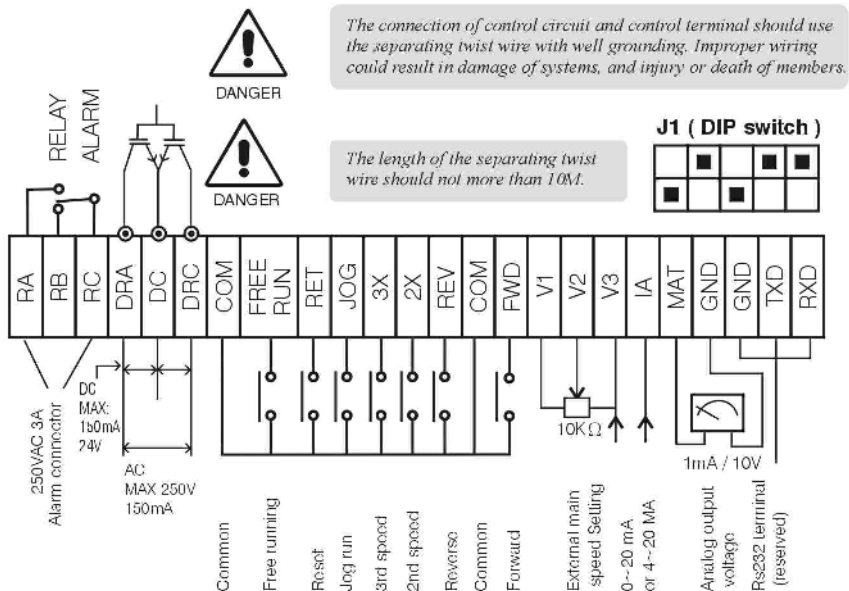 The connection of control circuit and control terminal should use
the separating twist wire with well grounding. Improper wiring
could result in damage of systems, and injury or death of members.
DANGER
RELAY
ALARM
J1 ( DIP switch )
The length of the separating twist
wire should not more than 10M.
DANGER
RA
RB
RC
DRA
DC
DRC
COM
FREE
RUN
RET
JOG
3X
2X
REV
COM
FWD
V1
V2
V3
IA
MAT
GND
GND
TXD
RXD
250VAC 3A
Alarm connector
DC
MAX:
150mA
24V
AC
MAX 250V
150mA
10KΩ
1mA / 10V
Common
Free running
Reset
Jog run
3rd speed
2nd speed
Reverse
Common
Forward
External main
speed Setting
0~20 mA
or 4~20 MA
Analog output
voltage
Rs232 terminal
(reserved)